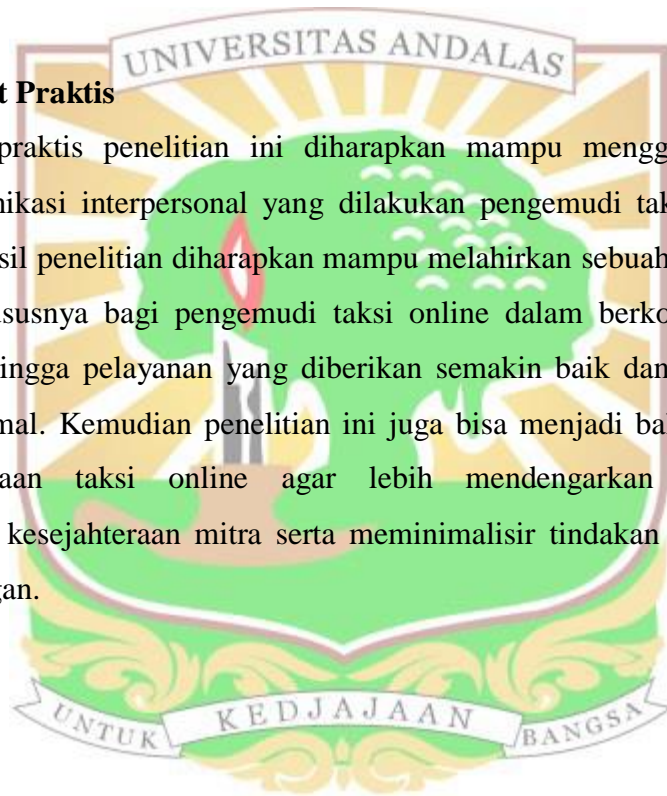 UNIVERSITAS ANDALAS
t Praktis
praktis penelitian ini diharapkan mampu mengg
nikasi interpersonal yang dilakukan pengemudi tak
sil penelitian diharapkan mampu melahirkan sebuah
ususnya bagi pengemudi taksi online dalam berko
ingga pelayanan yang diberikan semakin baik dan
mal. Kemudian penelitian ini juga bisa menjadi ba
aan taksi online agar lebih mendengarkan
kesejahteraan mitra serta meminimalisir tindakan
gan.
UNTUK KEDJAJAAN BANGSA